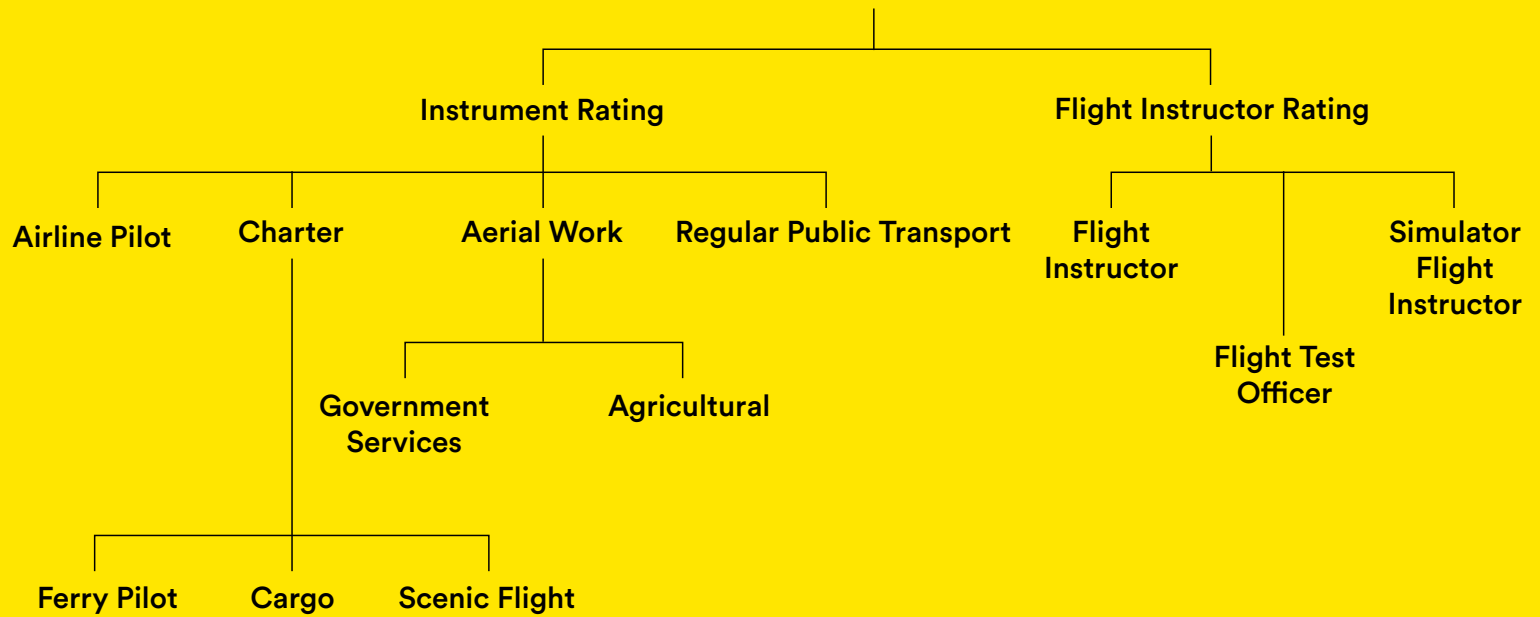 Instrument Rating
Flight Instructor Rating
Airline Pilot
Charter
Aerial Work
Regular Public Transport
Flight
Instructor
Simulator
Flight
Instructor
Flight Test
Officer
Government
Services
Agricultural
Ferry Pilot
Cargo
Scenic Flight